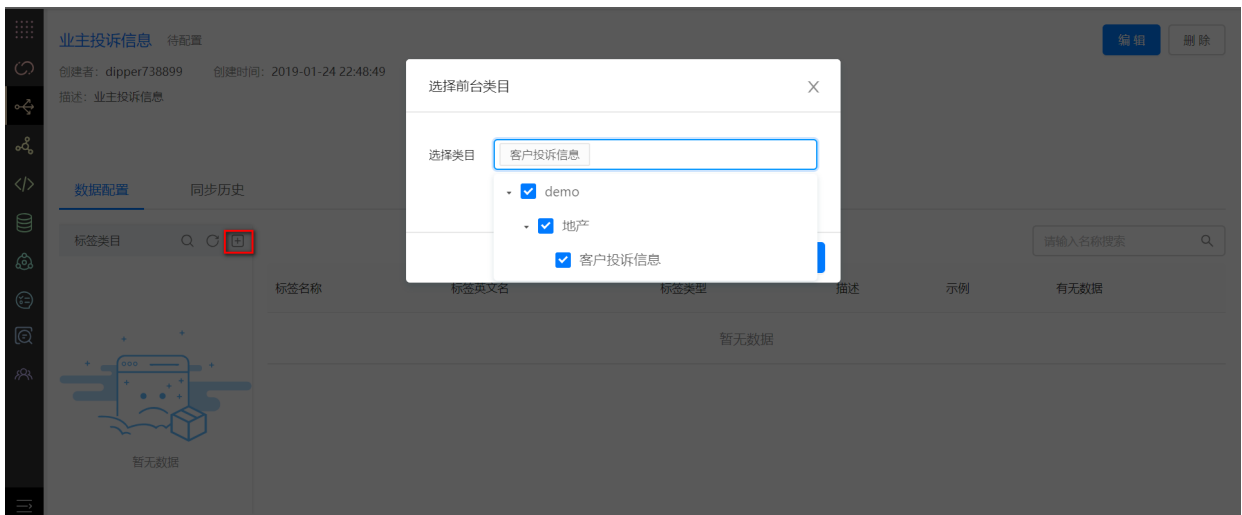 业主投诉信息 待配置
编 辑 删 除
创建者：dipper738899 创建时间：2019-01-24 22:48:49
描述：业主投诉信息
选择前台类目
选择类目 客户投诉信息
demo
地产
客户投诉信息
数据配置 同步历史
标签类目
请输入名称搜索
标签名称 标签英文名 标签类型 描述 示例 有无数据
暂无数据
暂无数据